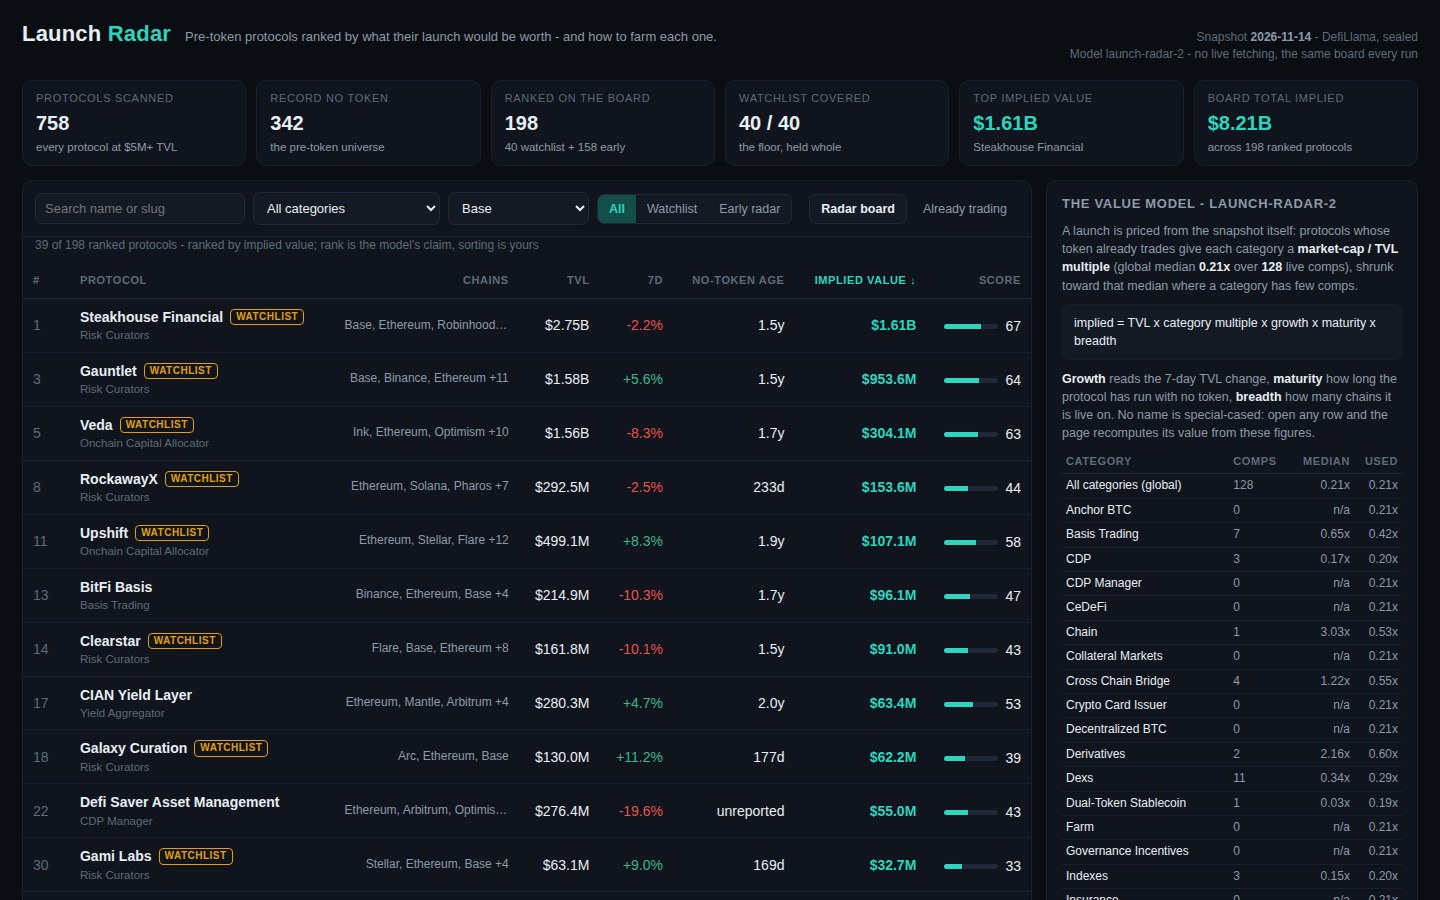 Launch Radar Pre-token protocols ranked by what their launch would be worth - and how to farm each one.
Snapshot 2026-11-14 - DefiLlama, sealed
Model launch-radar-2 - no live fetching, the same board every run
PROTOCOLS SCANNED
758
every protocol at $5M+ TVL
RECORD NO TOKEN
342
the pre-token universe
RANKED ON THE BOARD
198
40 watchlist + 158 early
WATCHLIST COVERED
40 / 40
the floor, held whole
TOP IMPLIED VALUE
$1.61B
Steakhouse Financial
BOARD TOTAL IMPLIED
$8.21B
across 198 ranked protocols
Search name or slug All categories Base All Watchlist Early radar Radar board Already trading
39 of 198 ranked protocols - ranked by implied value; rank is the model's claim, sorting is yours
# PROTOCOL CHAINS TVL 7D NO-TOKEN AGE IMPLIED VALUE ↓ SCORE
1 Steakhouse Financial WATCHLIST Base, Ethereum, Robinhood… $2.75B -2.2% 1.5y $1.61B 67
Risk Curators
3 Gauntlet WATCHLIST Base, Binance, Ethereum +11 $1.58B +5.6% 1.5y $953.6M 64
Risk Curators
5 Veda WATCHLIST Ink, Ethereum, Optimism +10 $1.56B -8.3% 1.7y $304.1M 63
Onchain Capital Allocator
8 RockawayX WATCHLIST Ethereum, Solana, Pharos +7 $292.5M -2.5% 233d $153.6M 44
Risk Curators
11 Upshift WATCHLIST Ethereum, Stellar, Flare +12 $499.1M +8.3% 1.9y $107.1M 58
Onchain Capital Allocator
13 BitFi Basis Binance, Ethereum, Base +4 $214.9M -10.3% 1.7y $96.1M 47
Basis Trading
14 Clearstar WATCHLIST Flare, Base, Ethereum +8 $161.8M -10.1% 1.5y $91.0M 43
Risk Curators
17 CIAN Yield Layer Ethereum, Mantle, Arbitrum +4 $280.3M +4.7% 2.0y $63.4M 53
Yield Aggregator
18 Galaxy Curation WATCHLIST Arc, Ethereum, Base $130.0M +11.2% 177d $62.2M 39
Risk Curators
22 Defi Saver Asset Management Ethereum, Arbitrum, Optimis… $276.4M -19.6% unreported $55.0M 43
CDP Manager
30 Gami Labs WATCHLIST Stellar, Ethereum, Base +4 $63.1M +9.0% 169d $32.7M 33
Risk Curators
THE VALUE MODEL - LAUNCH-RADAR-2
A launch is priced from the snapshot itself: protocols whose
token already trades give each category a market-cap / TVL
multiple (global median 0.21x over 128 live comps), shrunk
toward that median where a category has few comps.
implied = TVL x category multiple x growth x maturity x
breadth
Growth reads the 7-day TVL change, maturity how long the
protocol has run with no token, breadth how many chains it
is live on. No name is special-cased: open any row and the
page recomputes its value from these figures.
CATEGORY COMPS MEDIAN USED
All categories (global) 128 0.21x 0.21x
Anchor BTC 0 n/a 0.21x
Basis Trading 7 0.65x 0.42x
CDP 3 0.17x 0.20x
CDP Manager 0 n/a 0.21x
CeDeFi 0 n/a 0.21x
Chain 1 3.03x 0.53x
Collateral Markets 0 n/a 0.21x
Cross Chain Bridge 4 1.22x 0.55x
Crypto Card Issuer 0 n/a 0.21x
Decentralized BTC 0 n/a 0.21x
Derivatives 2 2.16x 0.60x
Dexs 11 0.34x 0.29x
Dual-Token Stablecoin 1 0.03x 0.19x
Farm 0 n/a 0.21x
Governance Incentives 0 n/a 0.21x
Indexes 3 0.15x 0.20x
Insurance 0 n/a 0.21x